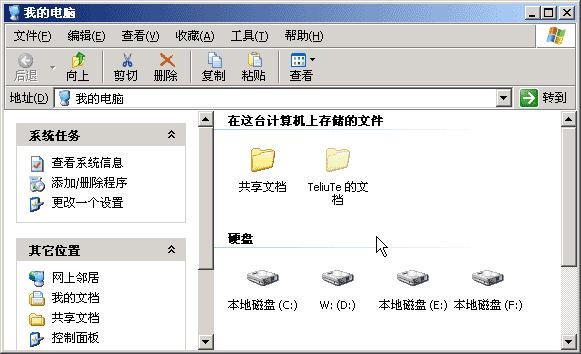 我的电脑
文件(F) 编辑(E) 查看(V) 收藏(A) 工具(T) 帮助(H)
后退 向上 剪切 删除 复制 粘贴 查看
地址(D) 我的电脑 转到
系统任务
查看系统信息
添加/删除程序
更改一个设置
其它位置
网上邻居
我的文档
共享文档
控制面板
在这台计算机上存储的文件
共享文档 TeliuTe 的文
档
硬盘
本地磁盘 (C:) W: (D:) 本地磁盘 (E:) 本地磁盘 (F:)